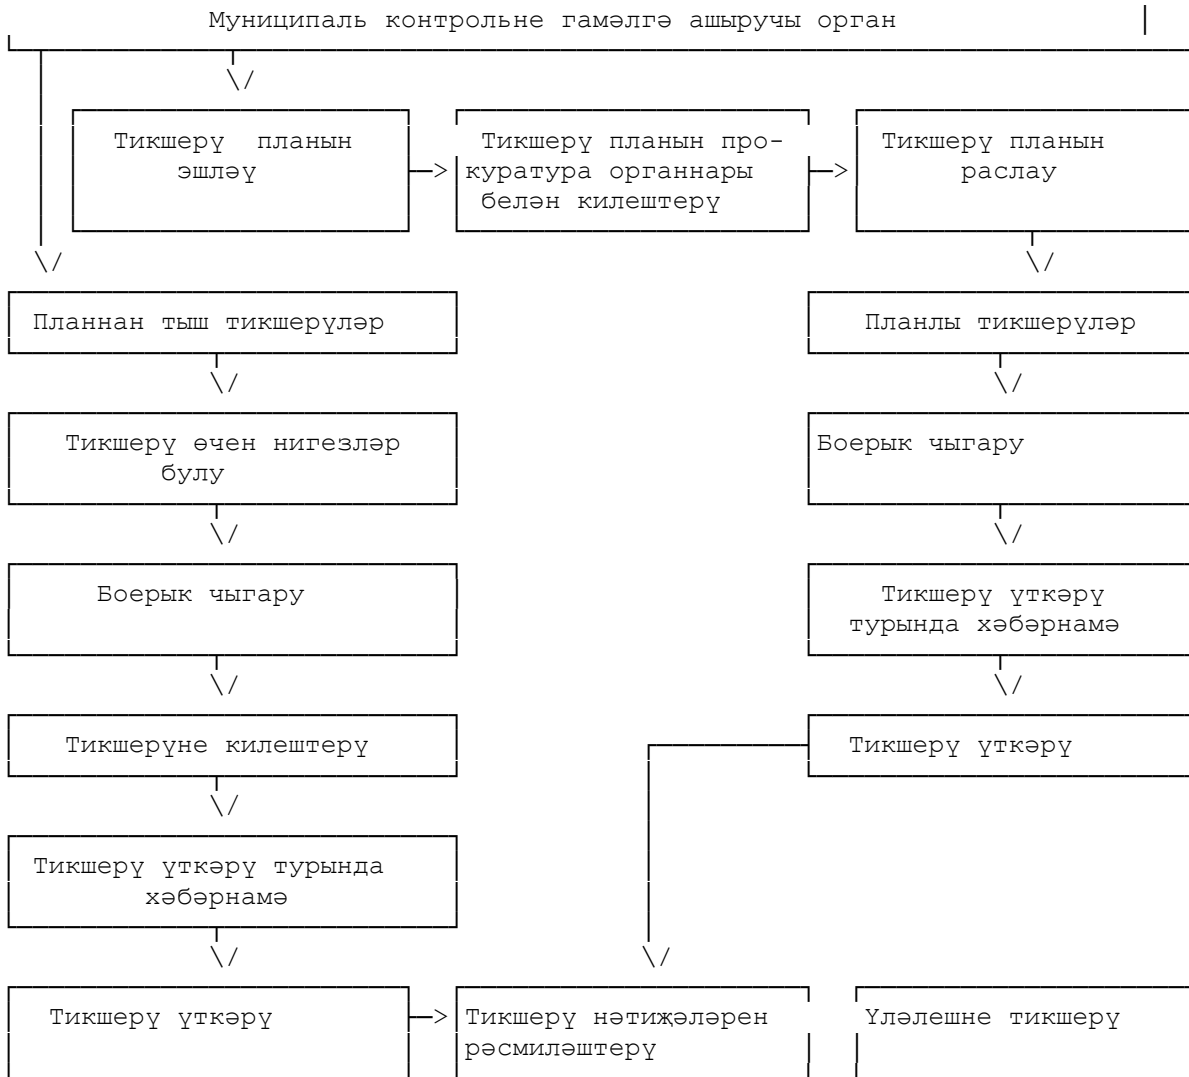 Муниципаль контрольне гамәлгә ашыручы орган
Тикшерү планын
эшләү
Тикшерү планын про-
куратура органнары
белән килештерү
Тикшерү планын
раслау
Планнан тыш тикшерүләр
Планлы тикшерүләр
Тикшерү өчен нигезләр
булу
Боерык чыгару
Боерык чыгару
Тикшерү үткәрү
турында хәбәрнамә
Тикшерүне килештерү
Тикшерү үткәрү
Тикшерү үткәрү турында
хәбәрнамә
Тикшерү үткәрү
Тикшерү нәтиҗәләрен
рәсмиләштерү
Үләлешне тикшерү